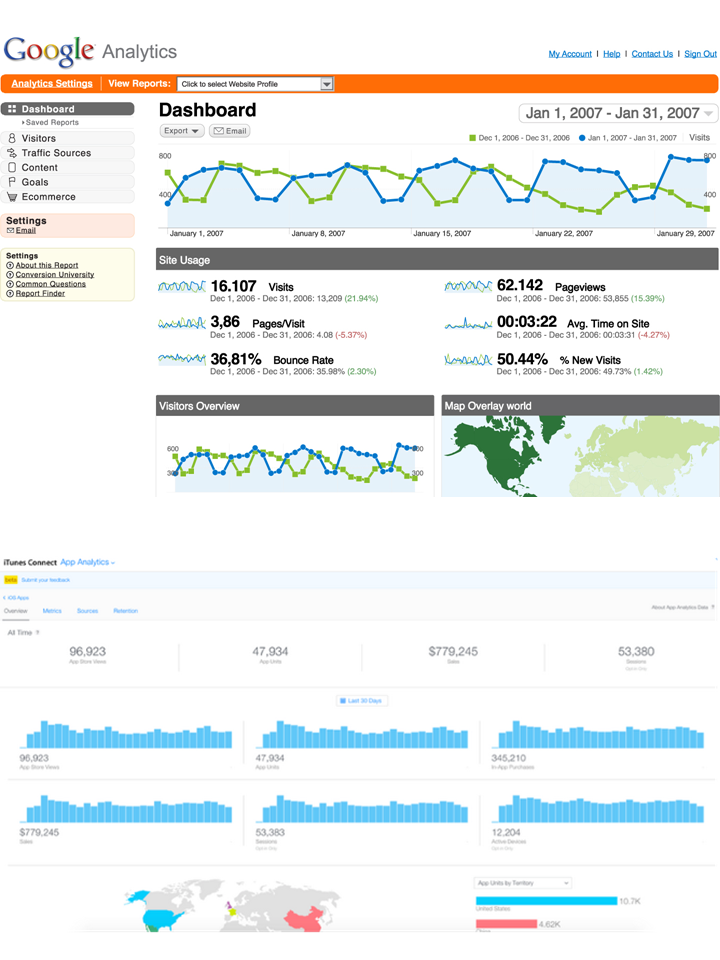 Google Analytics
My Account | Help | Contact Us | Sign Out
Analytics Settings View Reports: Click to select Website Profile
Dashboard
Saved Reports
Visitors
Traffic Sources
Content
Goals
Ecommerce
Settings
Email
Settings
About this Report
Conversion University
Common Questions
Report Finder
Dashboard
Jan 1, 2007 - Jan 31, 2007
Export Email
Dec 1, 2006 - Dec 31, 2006 Jan 1, 2007 - Jan 31, 2007 Visits
800 800
400 400
January 1, 2007 January 8, 2007 January 15, 2007 January 22, 2007 January 29, 2007
Site Usage
16.107 Visits
Dec 1, 2006 - Dec 31, 2006: 13,209 (21.94%)
62.142 Pageviews
Dec 1, 2006 - Dec 31, 2006: 53,855 (15.39%)
3,86 Pages/Visit
Dec 1, 2006 - Dec 31, 2006: 4.08 (-5.37%)
00:03:22 Avg. Time on Site
Dec 1, 2006 - Dec 31, 2006: 00:03:31 (-4.27%)
36,81% Bounce Rate
Dec 1, 2006 - Dec 31, 2006: 35.98% (2.30%)
50.44% % New Visits
Dec 1, 2006 - Dec 31, 2006: 49.73% (1.42%)
Visitors Overview
600 600
300 300
Map Overlay world
iTunes Connect App Analytics
beta Submit your feedback
iOS Apps
Overview Metrics Sources Retention
About App Analytics Data ?
All Time ?
96,923 47,934 $779,245 53,380
App Store Views App Units Sales Sessions
Opt-in Only
Last 30 Days
96,923 47,934 345,210
App Store Views App Units In-App Purchases
$779,245 53,383 12,204
Sales Sessions Active Devices
Opt-in Only Opt-in Only
App Units by Territory
10.7K
United States
4.62K